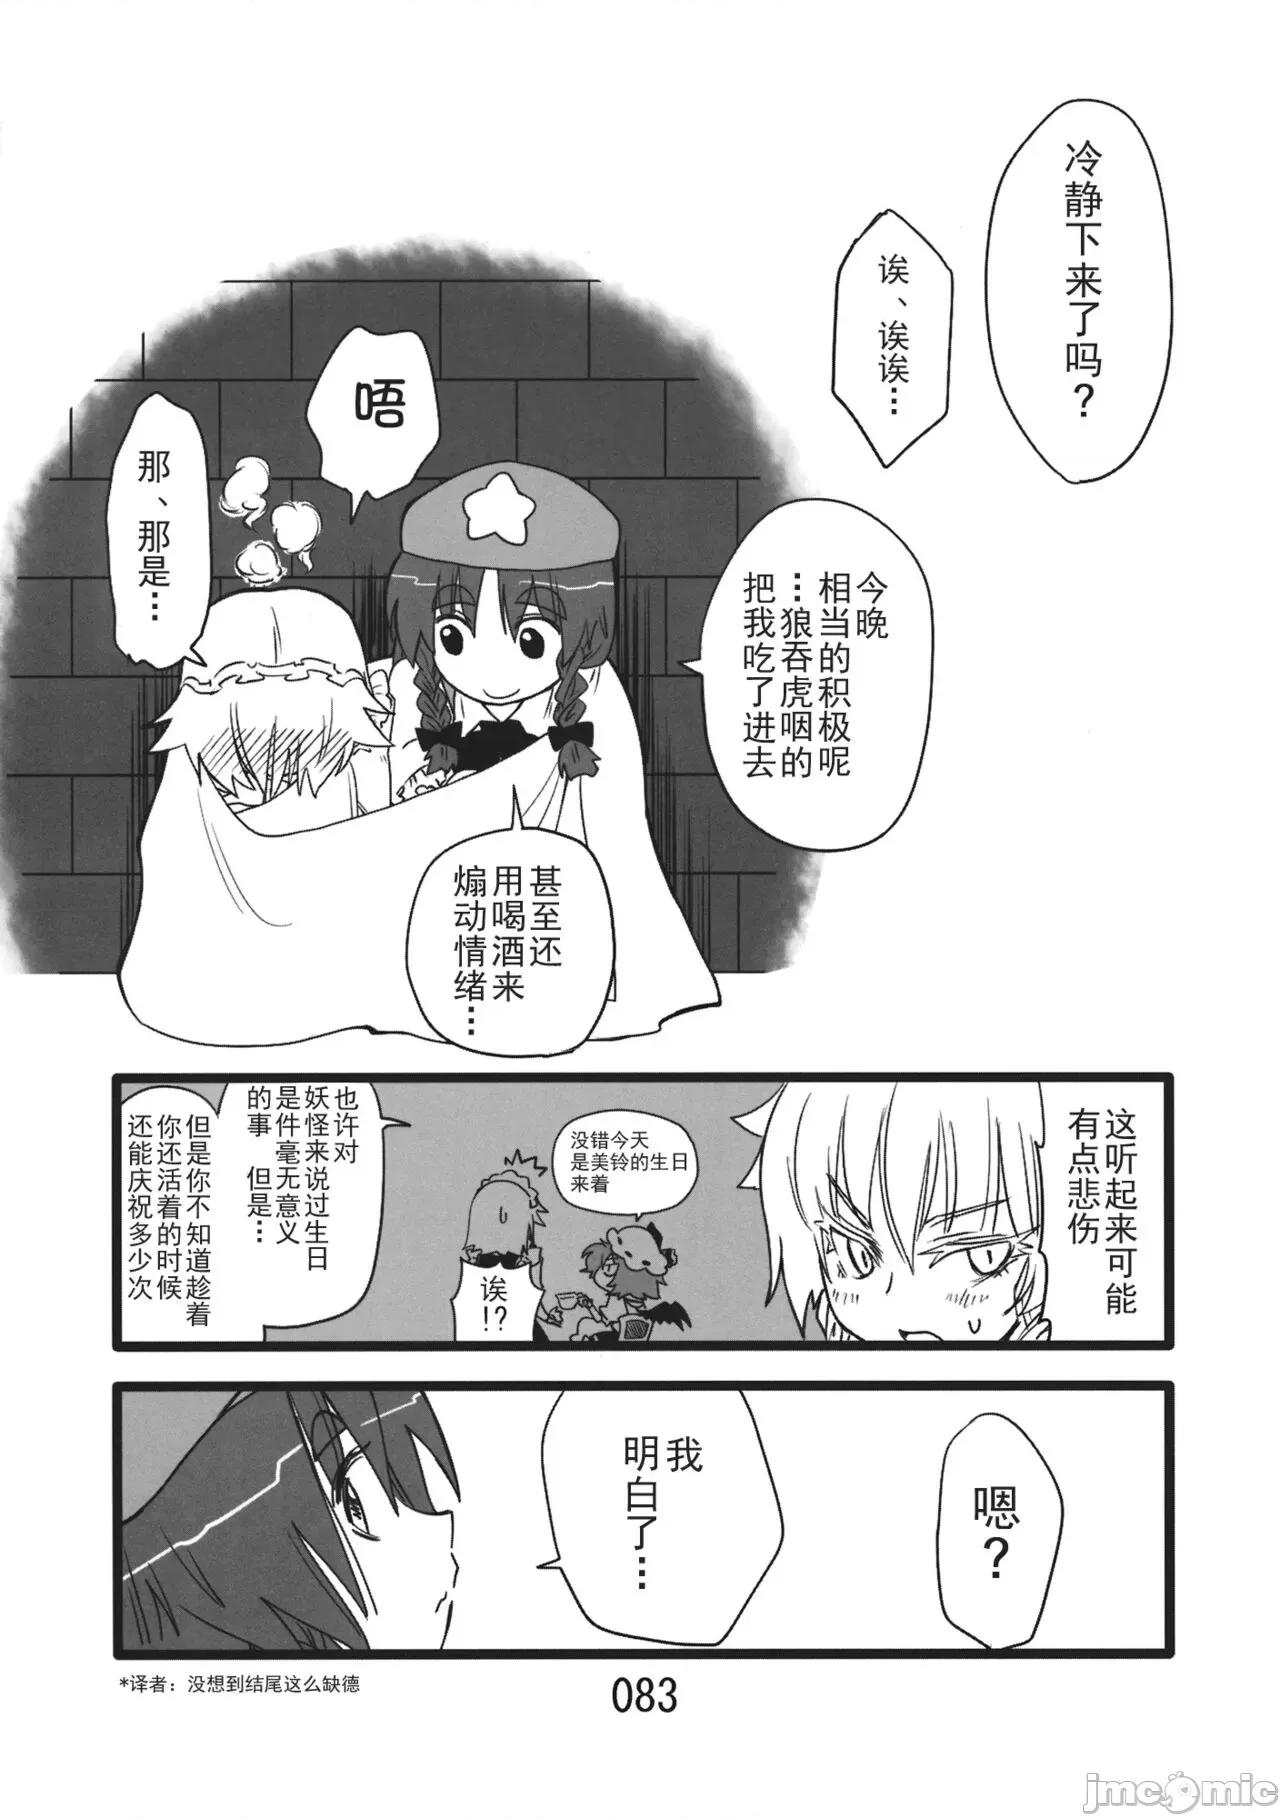 冷静下来了吗？
诶、诶诶…
今晚
相当的积极呢
…狼吞虎咽的
把我吃了进去
唔
那、那是…
甚至还
用喝酒来
煽动情绪…
这听起来可能
有点悲伤
没错今天
是美铃的生日
来着
诶!?
也许对
妖怪来说过生日
是件毫无意义
的事 但是…
但是你不知道趁着
你还活着的时候
还能庆祝多少次
嗯？
我
明白了…
*译者：没想到结尾这么缺德
083
jmcomic